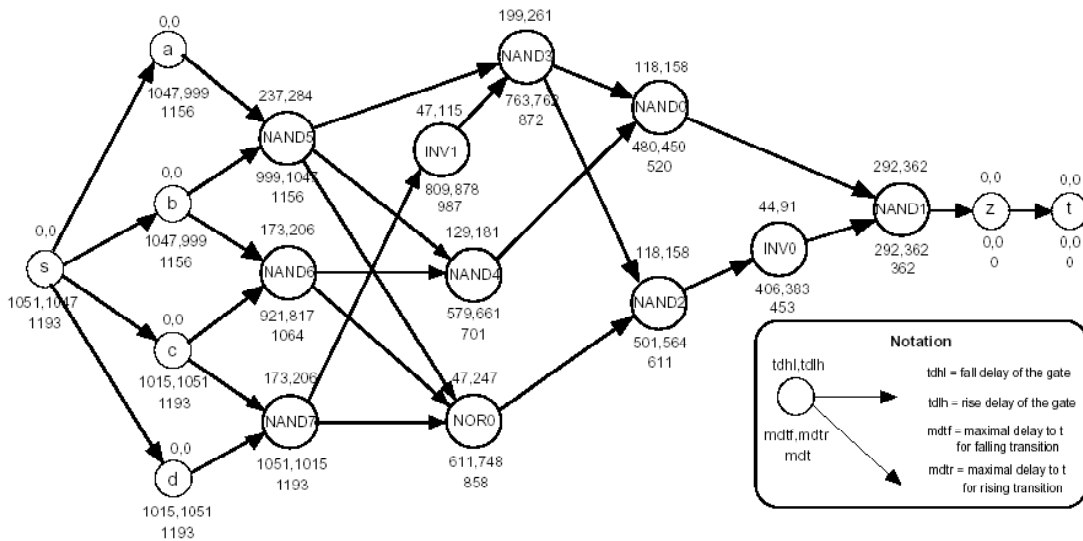 0,0
a
1047,999
1156
0,0
b
1047,999
1156
0,0
s
1051,1047
1193
0,0
c
1015,1051
1193
0,0
d
1015,1051
1193
237,284
NAND5
999,1047
1156
173,206
NAND6
921,817
1064
173,206
NAND7
1051,1015
1193
47,115
INV1
809,878
987
199,261
NAND3
763,762
872
129,181
NAND4
579,661
701
47,247
NOR0
611,748
858
118,158
NAND0
480,450
520
118,158
NAND2
501,564
611
44,91
INV0
406,383
453
292,362
NAND1
292,362
362
0,0
z
0,0
0
0,0
t
0,0
0
Notation
tdhl,tdlh
mdtf,mdtr
mdt
tdhl = fall delay of the gate
tdlh = rise delay of the gate
mdtf = maximal delay to t
for falling transition
mdtr = maximal delay to t
for rising transition